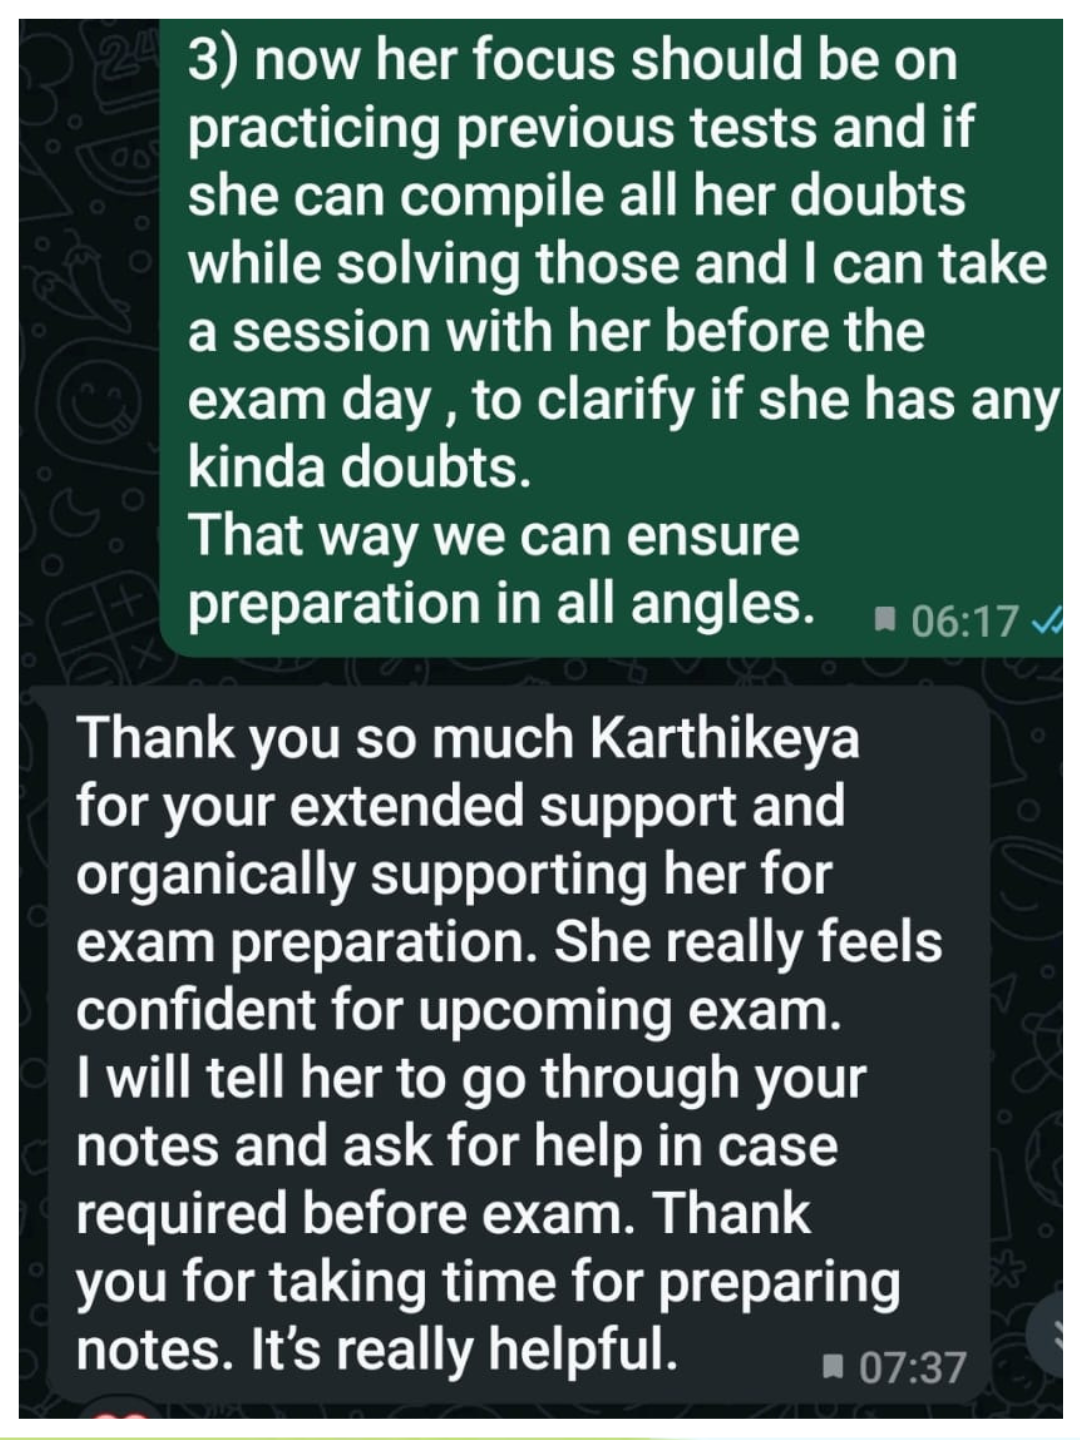 3) now her focus should be on
practicing previous tests and if
she can compile all her doubts
while solving those and I can take
a session with her before the
exam day , to clarify if she has any
kinda doubts.
That way we can ensure
preparation in all angles.
06:17
Thank you so much Karthikeya
for your extended support and
organically supporting her for
exam preparation. She really feels
confident for upcoming exam.
I will tell her to go through your
notes and ask for help in case
required before exam. Thank
you for taking time for preparing
notes. It’s really helpful.
07:37